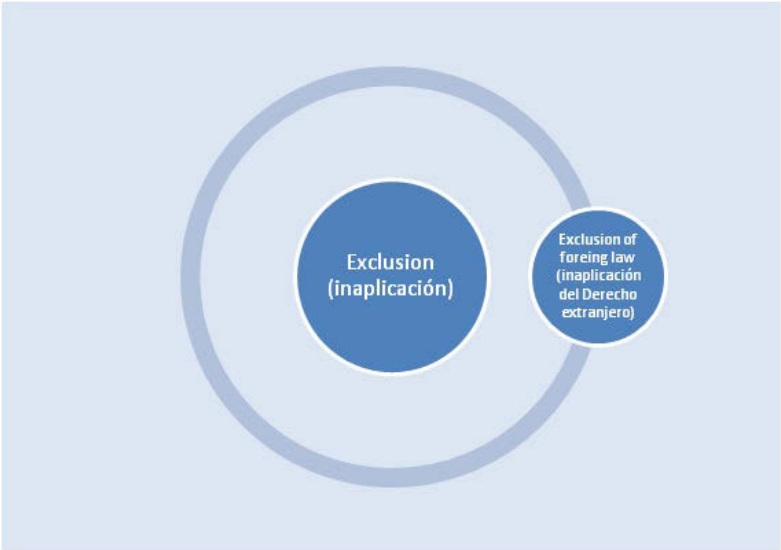 Exclusion
(inaplicación)
Exclusion of
foreing law
(inaplicación
del Derecho
extranjero)